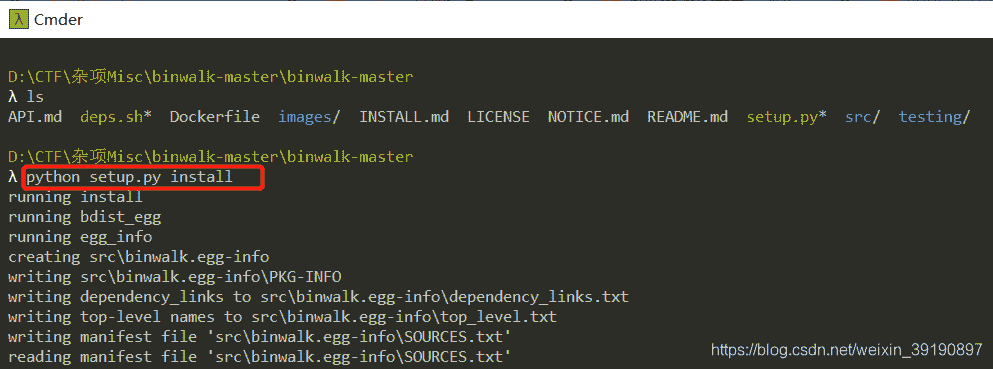 λ Cmder
D:\CTF\杂项Misc\binwalk-master\binwalk-master
λ ls
API.md deps.sh* Dockerfile images/ INSTALL.md LICENSE NOTICE.md README.md setup.py* src/ testing/
D:\CTF\杂项Misc\binwalk-master\binwalk-master
λ python setup.py install
running install
running bdist_egg
running egg_info
creating src\binwalk.egg-info
writing src\binwalk.egg-info\PKG-INFO
writing dependency_links to src\binwalk.egg-info\dependency_links.txt
writing top-level names to src\binwalk.egg-info\top_level.txt
writing manifest file 'src\binwalk.egg-info\SOURCES.txt'
reading manifest file 'src\binwalk.egg-info\SOURCES.txt'
https://blog.csdn.net/weixin_39190897